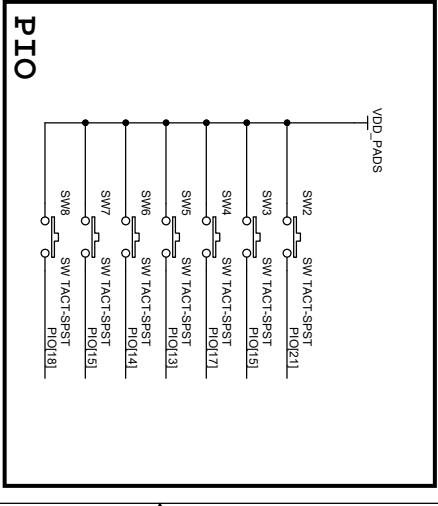 PIO
VDD_PADS
SW2
SW TACT-SPST
PIO[21]
SW3
SW TACT-SPST
PIO[15]
SW4
SW TACT-SPST
PIO[17]
SW5
SW TACT-SPST
PIO[13]
SW6
SW TACT-SPST
PIO[14]
SW7
SW TACT-SPST
PIO[15]
SW8
SW TACT-SPST
PIO[18]